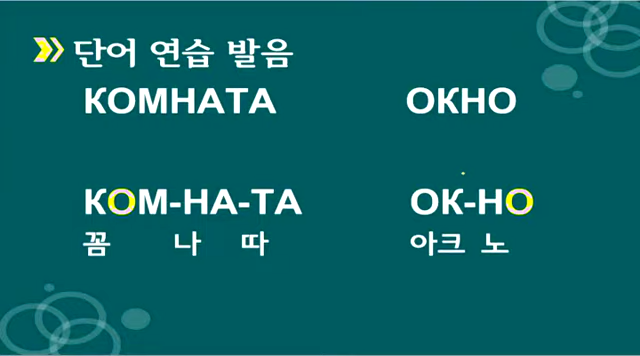 단어 연습 발음
КОМНАТА ОКНО
КОМ-НА-ТА ОК-НО
꼼 나 따 아크 노